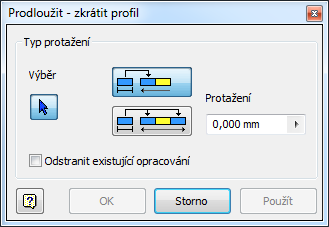 Prodloužit - zkrátit profil
Typ protažení
Výběr
Protažení
0,000 mm
Odstranit existující opracování
OK
Storno
Použít